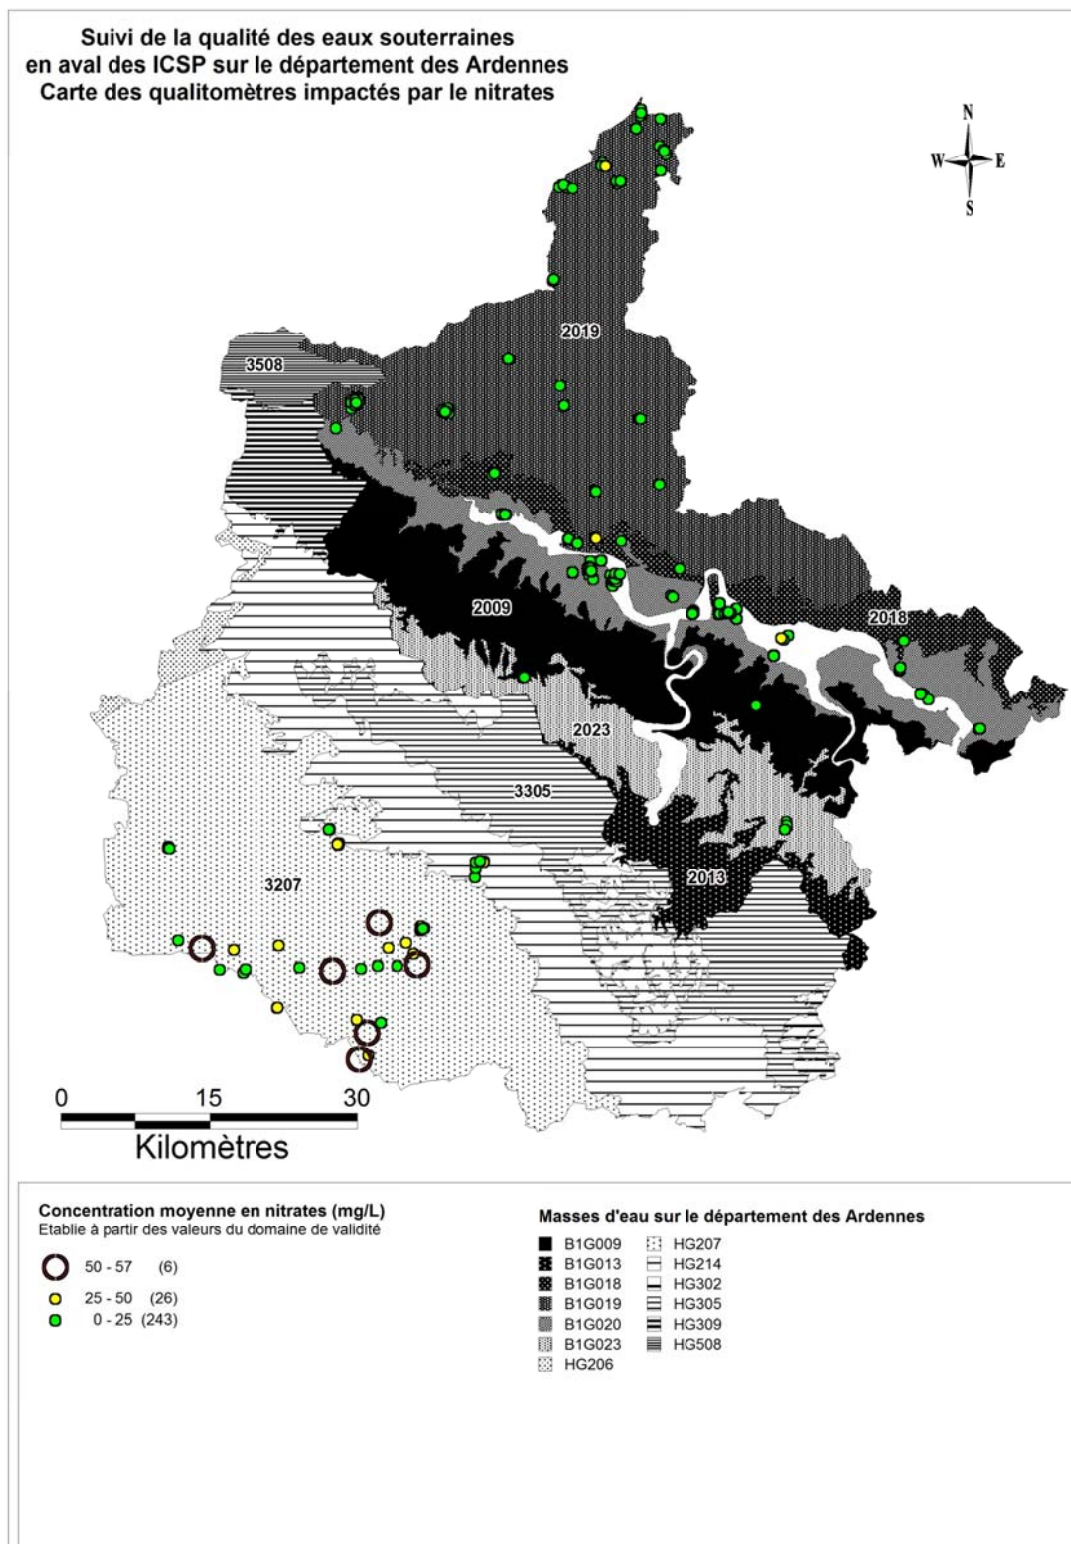 Suivi de la qualité des eaux souterraines
en aval des ICSP sur le département des Ardennes
Carte des qualitomètres impactés par le nitrates
N
W E
S
2019
3508
2009
2018
2023
3305
2013
3207
0 15 30
Kilomètres
Concentration moyenne en nitrates (mg/L)
Etablie à partir des valeurs du domaine de validité
50 - 57 (6)
25 - 50 (26)
0 - 25 (243)
Masses d'eau sur le département des Ardennes
B1G009 HG207
B1G013 HG214
B1G018 HG302
B1G019 HG305
B1G020 HG309
B1G023 HG508
HG206